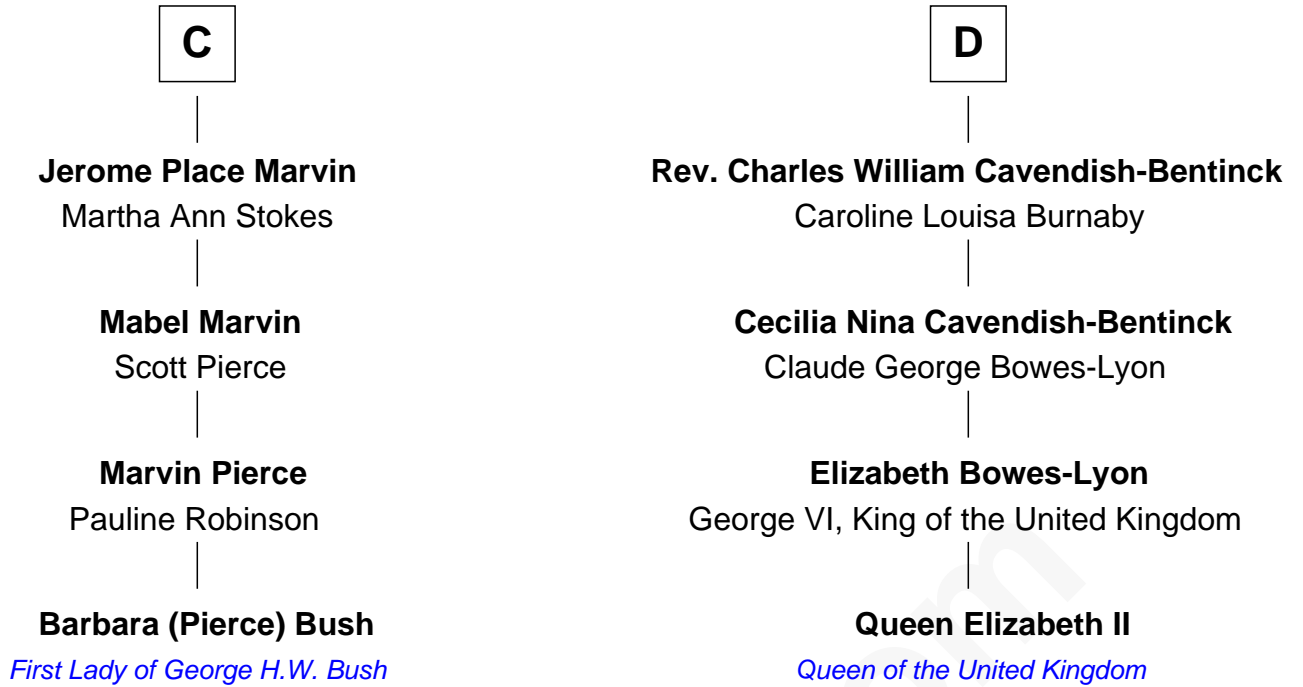 C
D
Jerome Place Marvin
Martha Ann Stokes
Rev. Charles William Cavendish-Bentinck
Caroline Louisa Burnaby
Mabel Marvin
Scott Pierce
Cecilia Nina Cavendish-Bentinck
Claude George Bowes-Lyon
Marvin Pierce
Pauline Robinson
Elizabeth Bowes-Lyon
George VI, King of the United Kingdom
Barbara (Pierce) Bush
First Lady of George H.W. Bush
Queen Elizabeth II
Queen of the United Kingdom